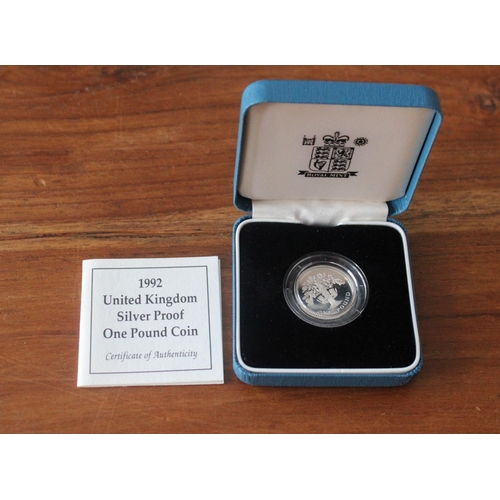 ROYAL MINT
1992
United Kingdom
Silver Proof
One Pound Coin
Certificate of Authenticity